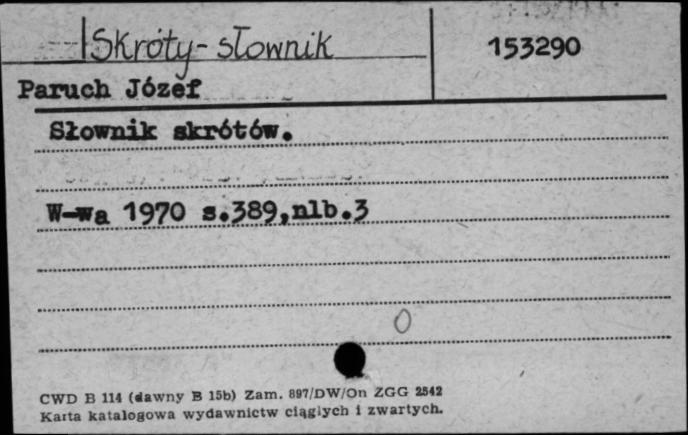 Skróty - słownik
153290
Paruch Józef
Słownik skrótów.
W-wa 1970 s.389,nlb.3
O
CWD B 114 (dawny B 15b) Zam. 897/DW/On ZGG 2542
Karta katalogowa wydawnictw ciągłych i zwartych.